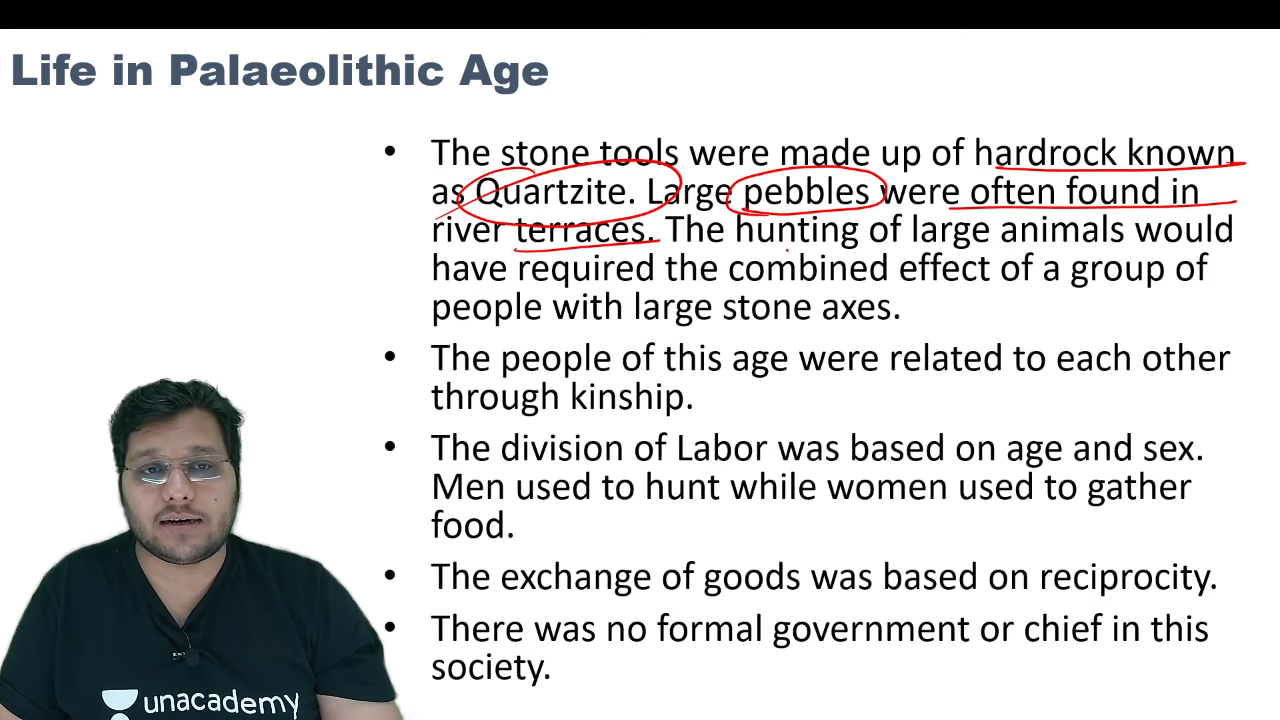 Life in Palaeolithic Age
• The stone tools were made up of hardrock known
as Quartzite. Large pebbles were often found in
river terraces. The hunting of large animals would
have required the combined effect of a group of
people with large stone axes.
• The people of this age were related to each other
through kinship.
• The division of Labor was based on age and sex.
Men used to hunt while women used to gather
food.
• The exchange of goods was based on reciprocity.
• There was no formal government or chief in this
society.
unacademy